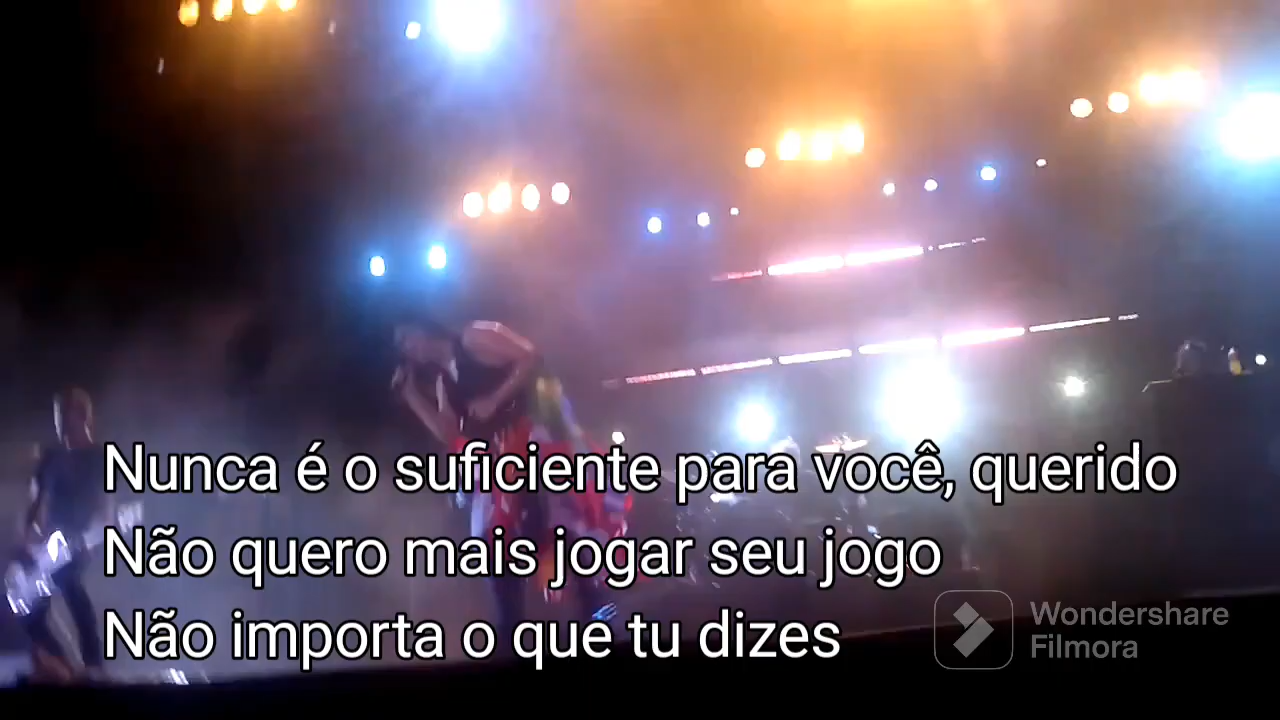 Nunca é o suficiente para você, querido
Não quero mais jogar seu jogo
Não importa o que tu dizes
Wondershare
Filmora